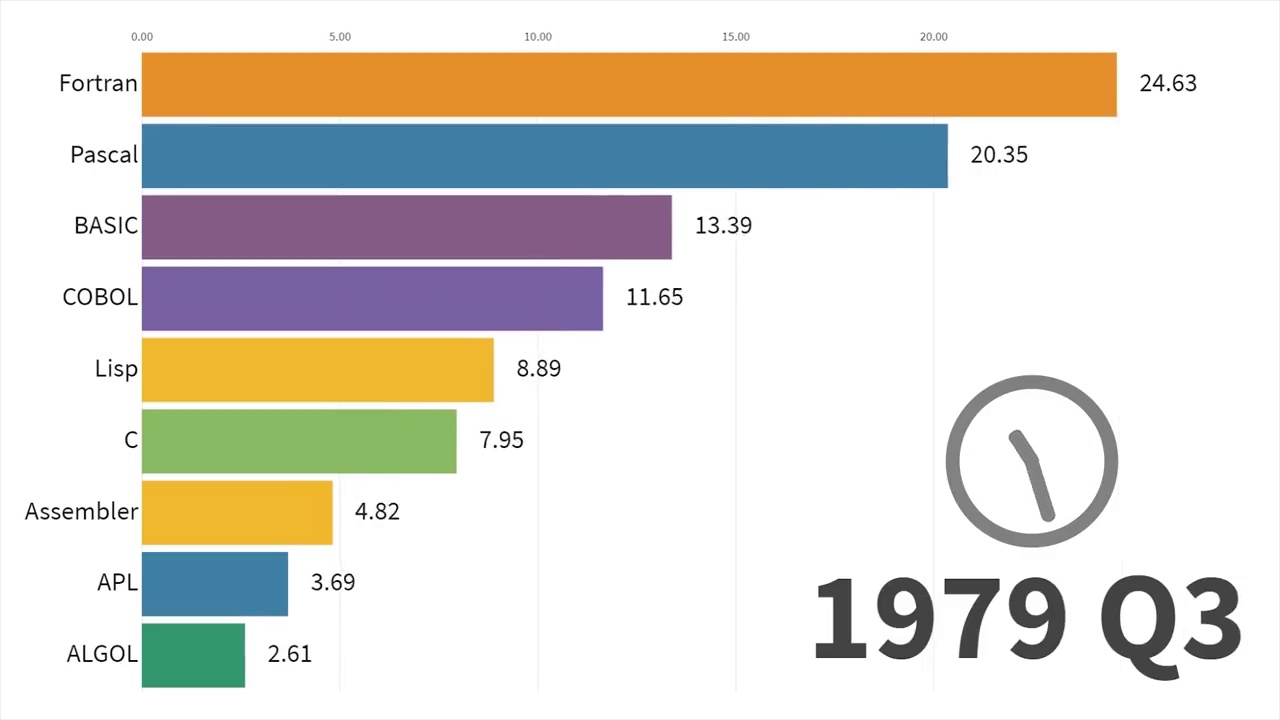 0.00 5.00 10.00 15.00 20.00
Fortran 24.63
Pascal 20.35
BASIC 13.39
COBOL 11.65
Lisp 8.89
C 7.95
Assembler 4.82
APL 3.69
ALGOL 2.61
1979 Q3